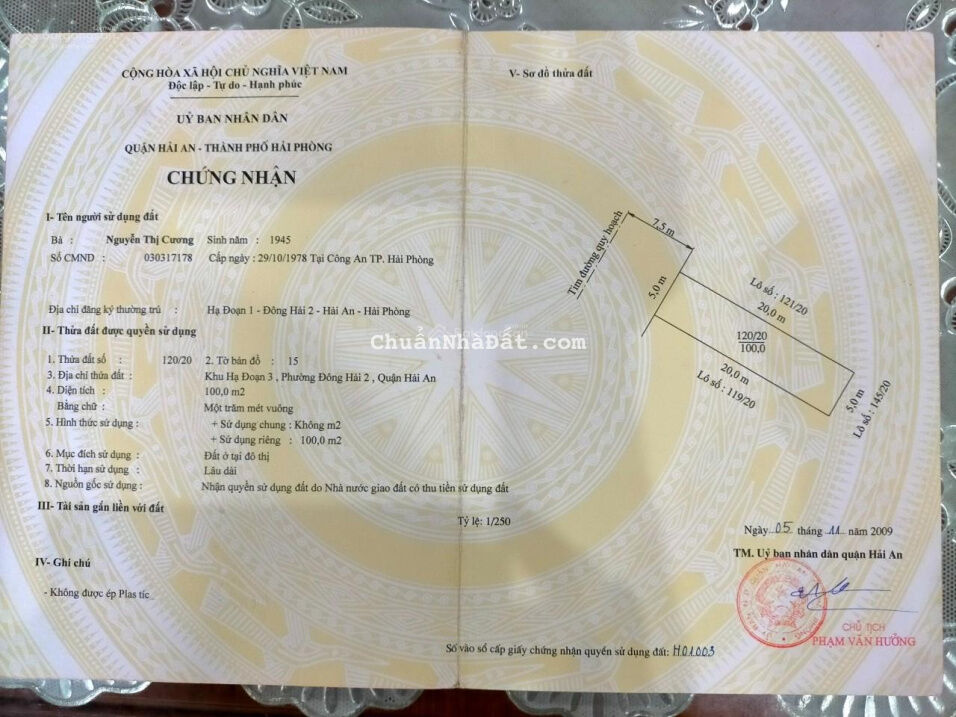 CỘNG HÒA XÃ HỘI CHỦ NGHĨA VIỆT NAM
Độc lập - Tự do - Hạnh phúc
UỶ BAN NHÂN DÂN
QUẬN HẢI AN - THÀNH PHỐ HẢI PHÒNG
CHỨNG NHẬN
I- Tên người sử dụng đất
Bà : Nguyễn Thị Cương Sinh năm : 1945
Số CMND : 030317178 Cấp ngày : 29/10/1978 Tại Công An TP. Hải Phòng
Địa chỉ đăng ký thường trú : Hạ Đoạn 1 - Đông Hải 2 - Hải An - Hải Phòng
II- Thửa đất được quyền sử dụng
1. Thửa đất số : 120/20 2. Tờ bản đồ : 15
3. Địa chỉ thửa đất : Khu Hạ Đoạn 3 , Phường Đông Hải 2 , Quận Hải An
4. Diện tích : 100,0 m2
Bằng chữ : Một trăm mét vuông
5. Hình thức sử dụng : + Sử dụng chung : Không m2
+ Sử dụng riêng : 100,0 m2
6. Mục đích sử dụng : Đất ở tại đô thị
7. Thời hạn sử dụng : Lâu dài
8. Nguồn gốc sử dụng : Nhận quyền sử dụng đất do Nhà nước giao đất có thu tiền sử dụng đất
III- Tài sản gắn liền với đất
IV- Ghi chú
- Không được ép Plas tíc
V- Sơ đồ thửa đất
Tim đường quy hoạch
7,5 m
5,0 m
Lô số : 121/20
20,0 m
120/20
100,0
20,0 m
Lô số : 119/20
5,0 m
Lô số : 145/20
ChuẩnNhàĐất.com
Tỷ lệ: 1/250
Ngày 05 tháng 11 năm 2009
TM. Uỷ ban nhân dân quận Hải An
CHỦ TỊCH
PHẠM VĂN HƯỞNG
Số vào sổ cấp giấy chứng nhận quyền sử dụng đất: H01003